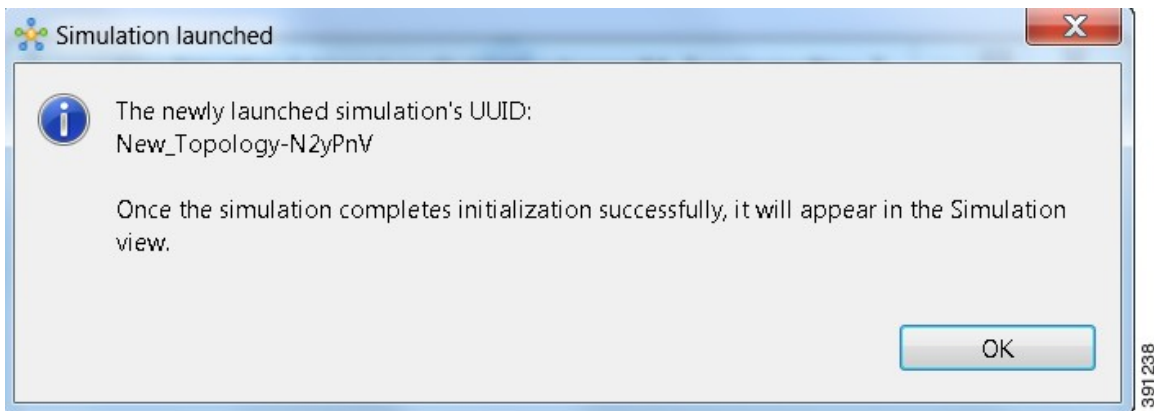 Simulation launched
The newly launched simulation's UUID:
New_Topology-N2yPnV
Once the simulation completes initialization successfully, it will appear in the Simulation
view.
OK
391238